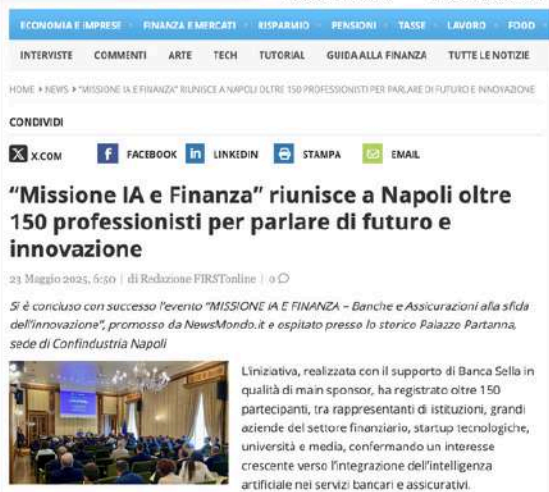 ECONOMIA E IMPRESE FINANZA E MERCATI RISPARMIO PENSIONI TASSE LAVORO FOOD
INTERVISTE COMMENTI ARTE TECH TUTORIAL GUIDA ALLA FINANZA TUTTE LE NOTIZIE
HOME › NEWS › “MISSIONE IA E FINANZA” RIUNISCE A NAPOLI OLTRE 150 PROFESSIONISTI PER PARLARE DI FUTURO E INNOVAZIONE
CONDIVIDI
X.COM FACEBOOK LINKEDIN STAMPA EMAIL
“Missione IA e Finanza” riunisce a Napoli oltre
150 professionisti per parlare di futuro e
innovazione
23 Maggio 2025, 6:50 | di Redazione FIRSTonline | 0
Si è concluso con successo l'evento “MISSIONE IA E FINANZA – Banche e Assicurazioni alla sfida
dell'innovazione”, promosso da NewsMondo.it e ospitato presso lo storico Palazzo Partanna,
sede di Confindustria Napoli
L'iniziativa, realizzata con il supporto di Banca Sella in
qualità di main sponsor, ha registrato oltre 150
partecipanti, tra rappresentanti di istituzioni, grandi
aziende del settore finanziario, startup tecnologiche,
università e media, confermando un interesse
crescente verso l'integrazione dell'intelligenza
artificiale nei servizi bancari e assicurativi.